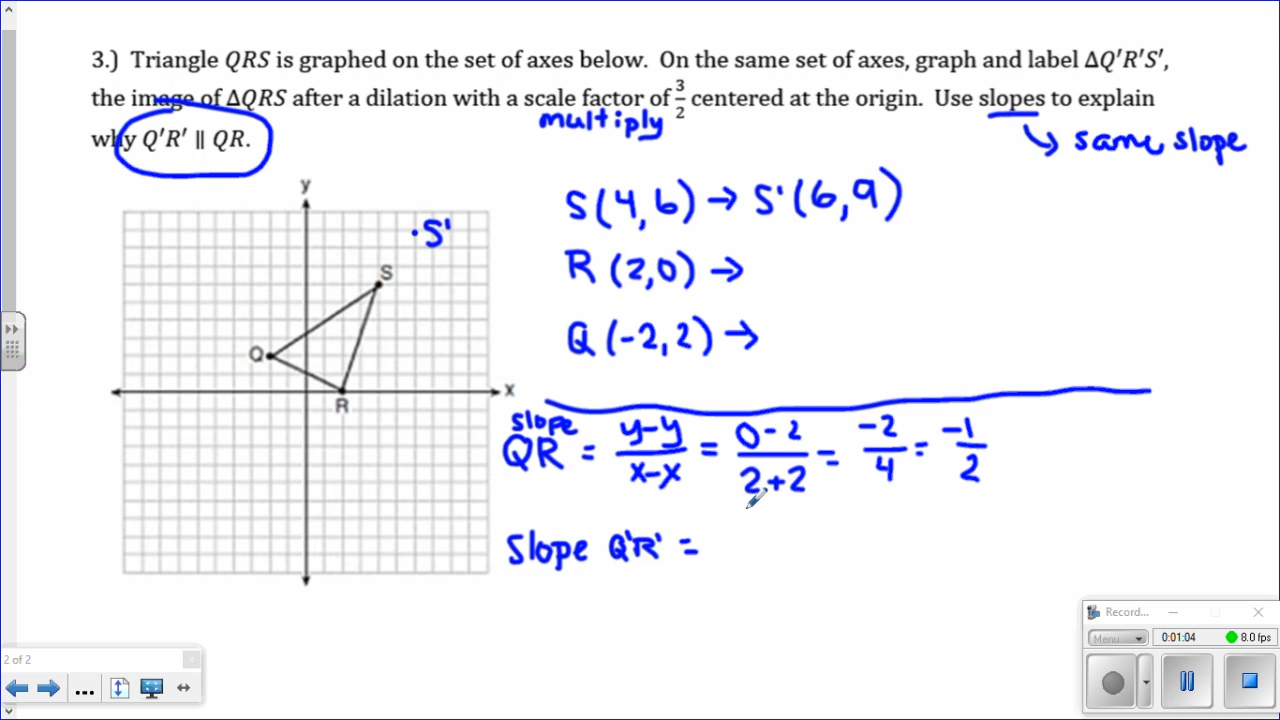 3.) Triangle QRS is graphed on the set of axes below. On the same set of axes, graph and label ΔQ′R′S′,
the image of ΔQRS after a dilation with a scale factor of 3/2 centered at the origin. Use slopes to explain
why Q′R′ ∥ QR.
multiply
↳ same slope
S(4,6) → S'(6,9)
R(2,0) →
Q(-2,2) →
y
S'
S
Q
x
R
slope
QR = y-y/x-x = 0-2/2+2 = -2/4 = -1/2
Slope Q'R' =
Record...
Menu
0:01:04
8.0 fps
2 of 2
...